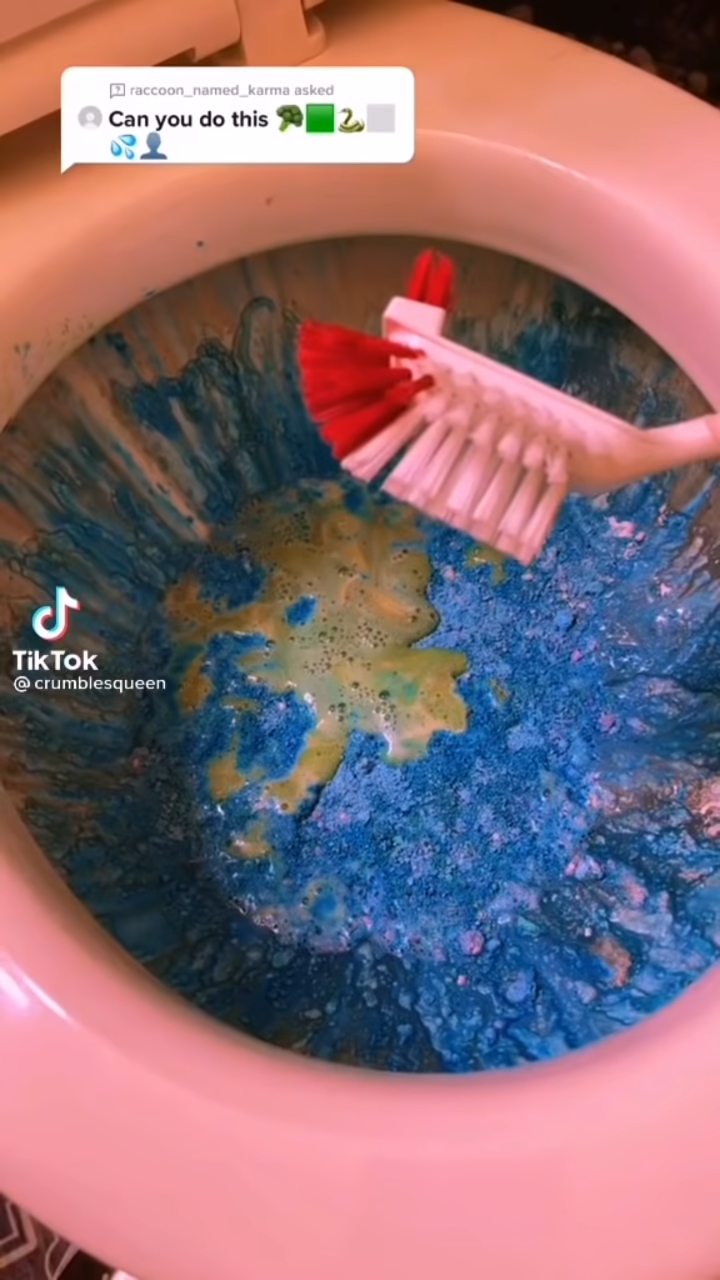 raccoon_named_karma asked
Can you do this 🥦🟩🐍⬜
💦👤
TikTok
@crumblesqueen